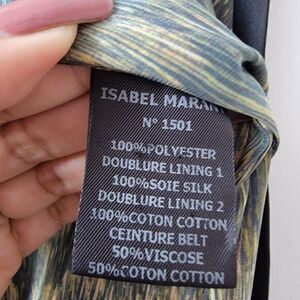 ISABEL MARAN
N° 1501
100%POLYESTER
DOUBLURE LINING 1
100%SOIE SILK
DOUBLURE LINING 2
100%COTON COTTON
CEINTURE BELT
50%VISCOSE
50%COTON COTTON